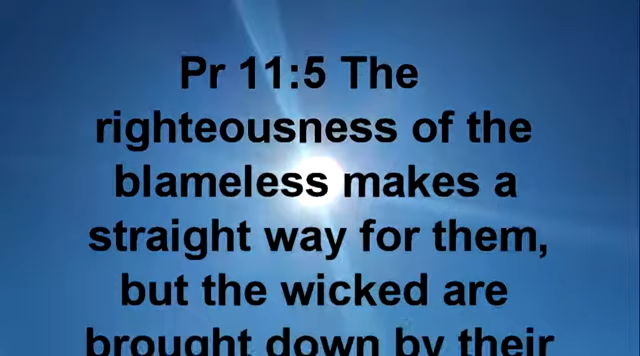 Pr 11:5 The
righteousness of the
blameless makes a
straight way for them,
but the wicked are
brought down by their